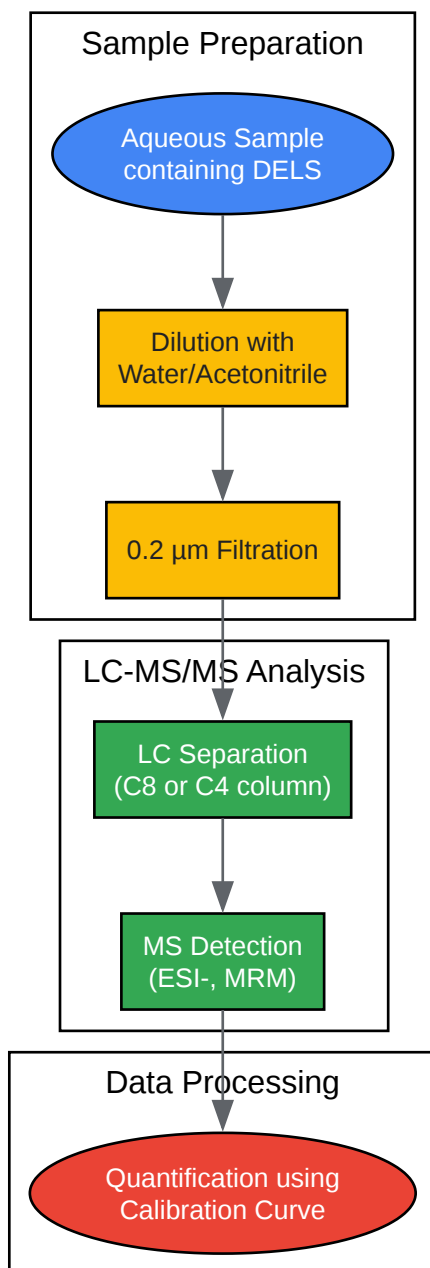 Sample Preparation
Aqueous Sample
containing DELS
Dilution with
Water/Acetonitrile
0.2 µm Filtration
LC-MS/MS Analysis
LC Separation
(C8 or C4 column)
MS Detection
(ESI-, MRM)
Data Processing
Quantification using
Calibration Curve